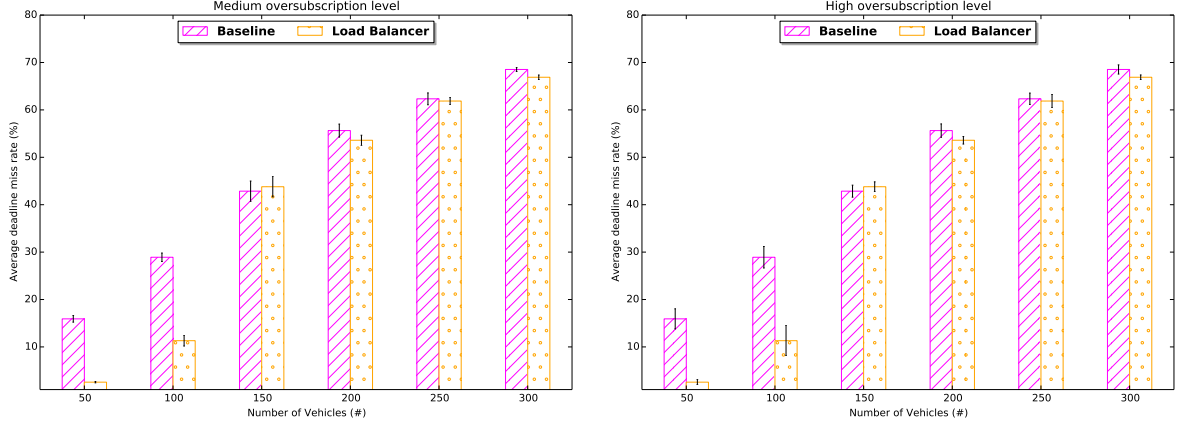 Medium oversubscription level
Baseline
Load Balancer
Average deadline miss rate (%)
80
70
60
50
40
30
20
10
50
100
150
200
250
300
Number of Vehicles (#)
High oversubscription level
Baseline
Load Balancer
Average deadline miss rate (%)
80
70
60
50
40
30
20
10
50
100
150
200
250
300
Number of Vehicles (#)